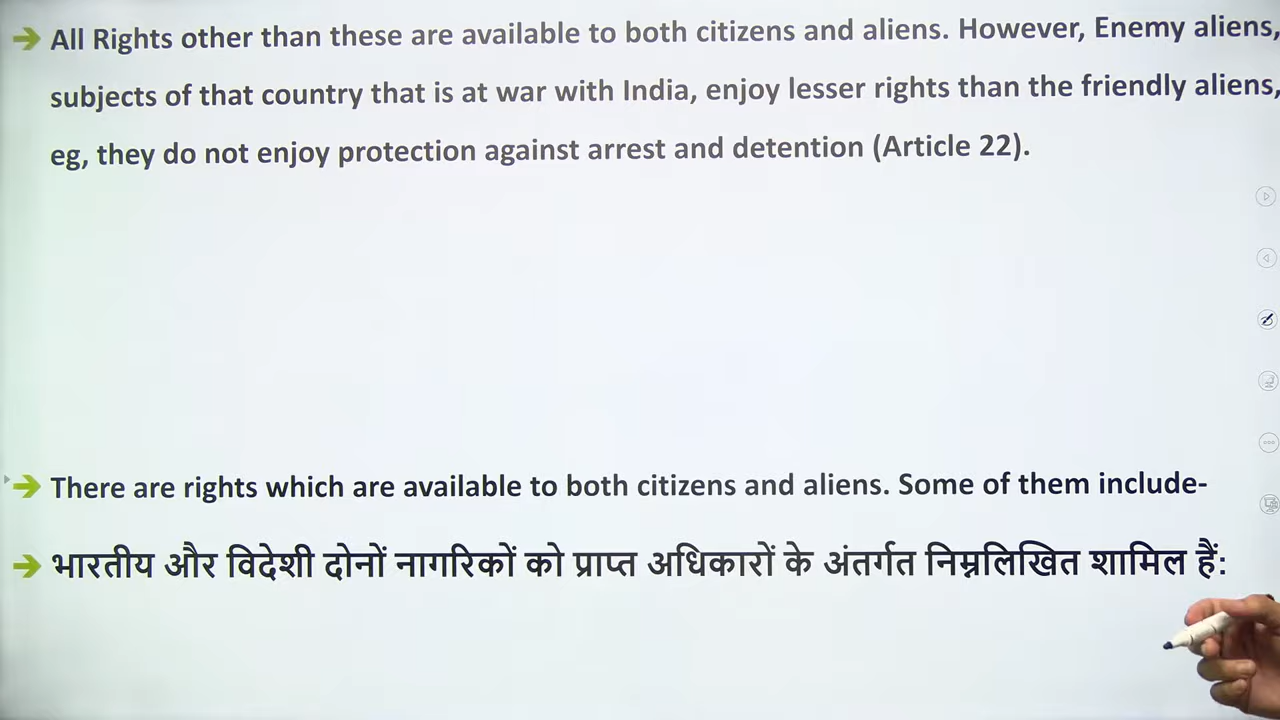 All Rights other than these are available to both citizens and aliens. However, Enemy aliens,
subjects of that country that is at war with India, enjoy lesser rights than the friendly aliens,
eg, they do not enjoy protection against arrest and detention (Article 22).
There are rights which are available to both citizens and aliens. Some of them include-
भारतीय और विदेशी दोनों नागरिकों को प्राप्त अधिकारों के अंतर्गत निम्नलिखित शामिल हैं: